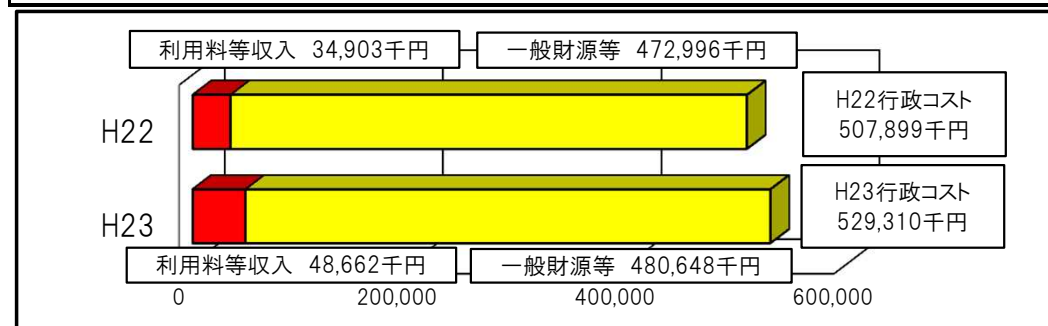 利用料等収入 34,903千円
一般財源等 472,996千円
H22
H22行政コスト
507,899千円
H23
H23行政コスト
529,310千円
利用料等収入 48,662千円
一般財源等 480,648千円
0 200,000 400,000 600,000